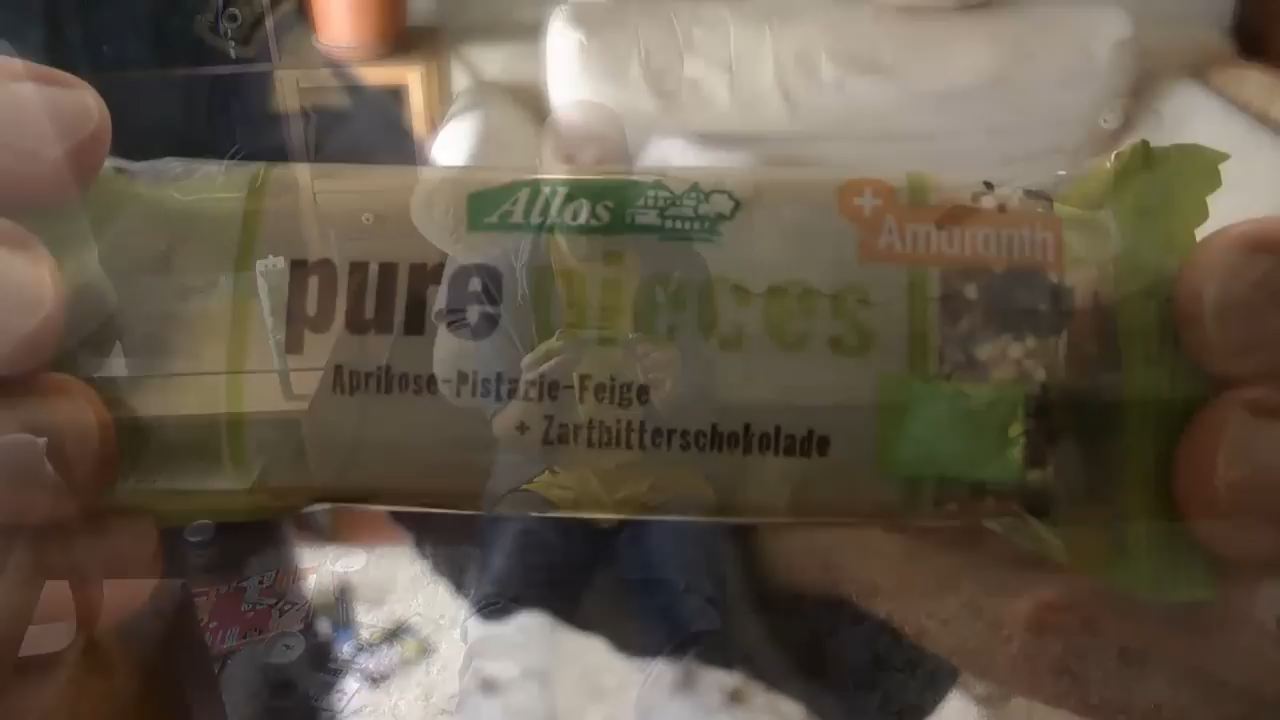 Allos
+
Amaranth
pure pieces
Aprikose-Pistazie-Feige
+ Zartbitterschokolade